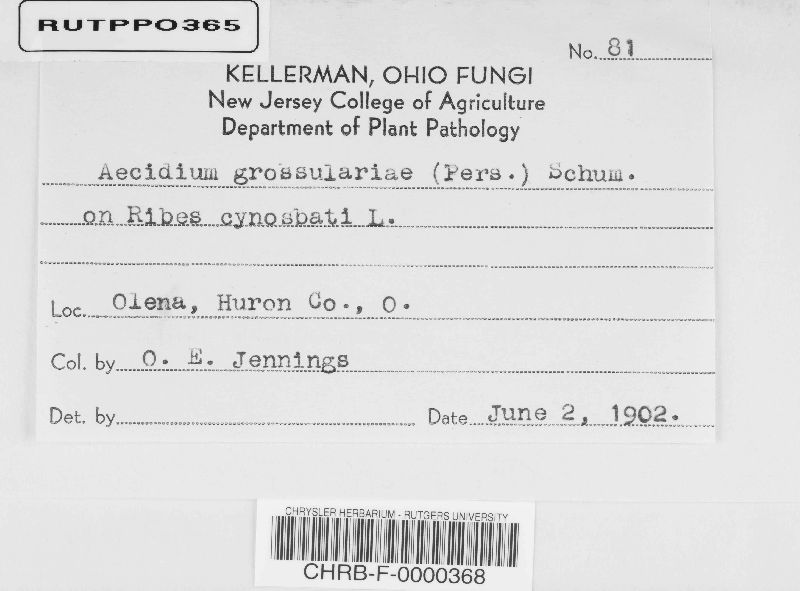 RUTPP0365
No. 81
KELLERMAN, OHIO FUNGI
New Jersey College of Agriculture
Department of Plant Pathology
Aecidium grossulariae (Pers.) Schum.
on Ribes cynosbati L.
Loc. Olena, Huron Co., O.
Col. by O. E. Jennings
Det. by
Date June 2, 1902.
CHRYSLER HERBARIUM - RUTGERS UNIVERSITY
CHRB-F-0000368